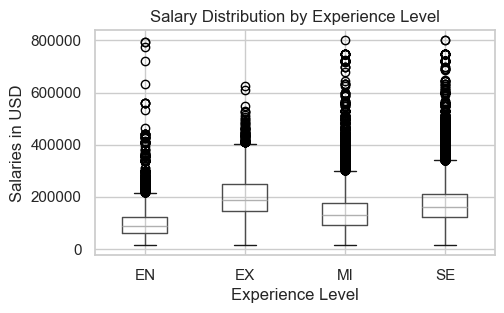 Salary Distribution by Experience Level
Salaries in USD
800000
600000
400000
200000
0
EN EX MI SE
Experience Level